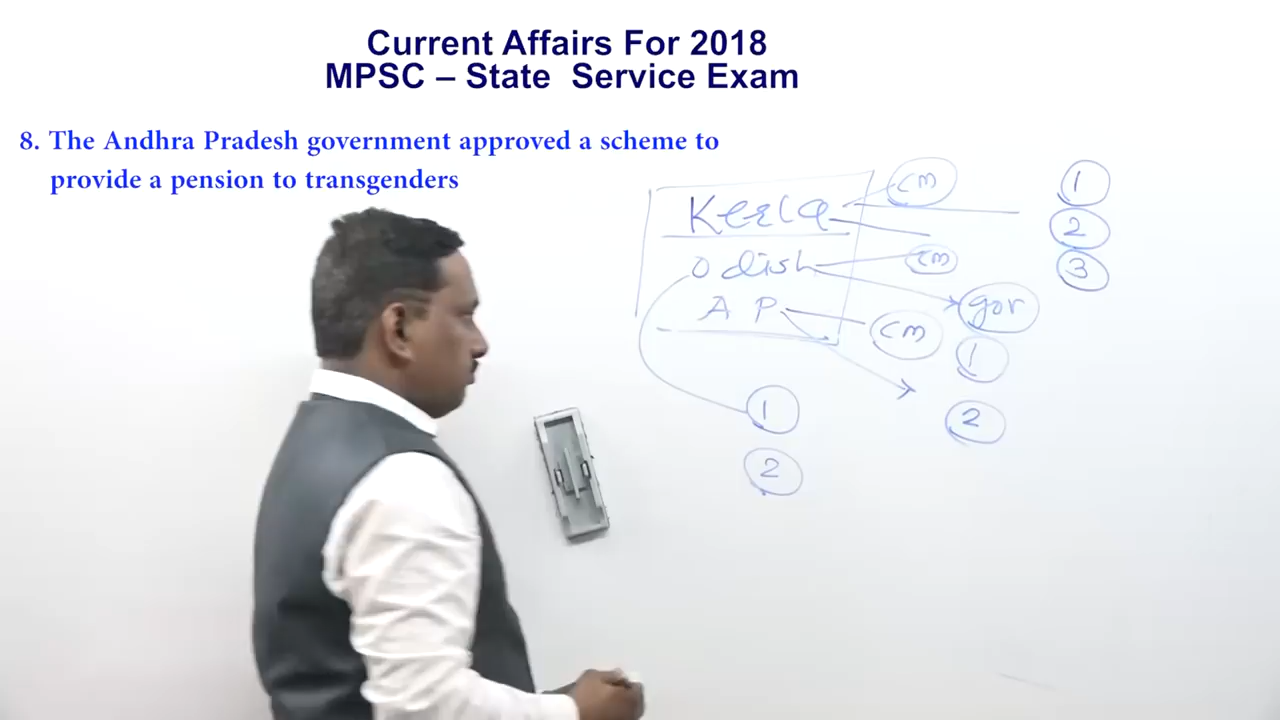 Current Affairs For 2018
MPSC – State Service Exam
8. The Andhra Pradesh government approved a scheme to
provide a pension to transgenders
Kerla
cm
1
2
3
Odish
cm
gov
A P
cm
1
2
1
2